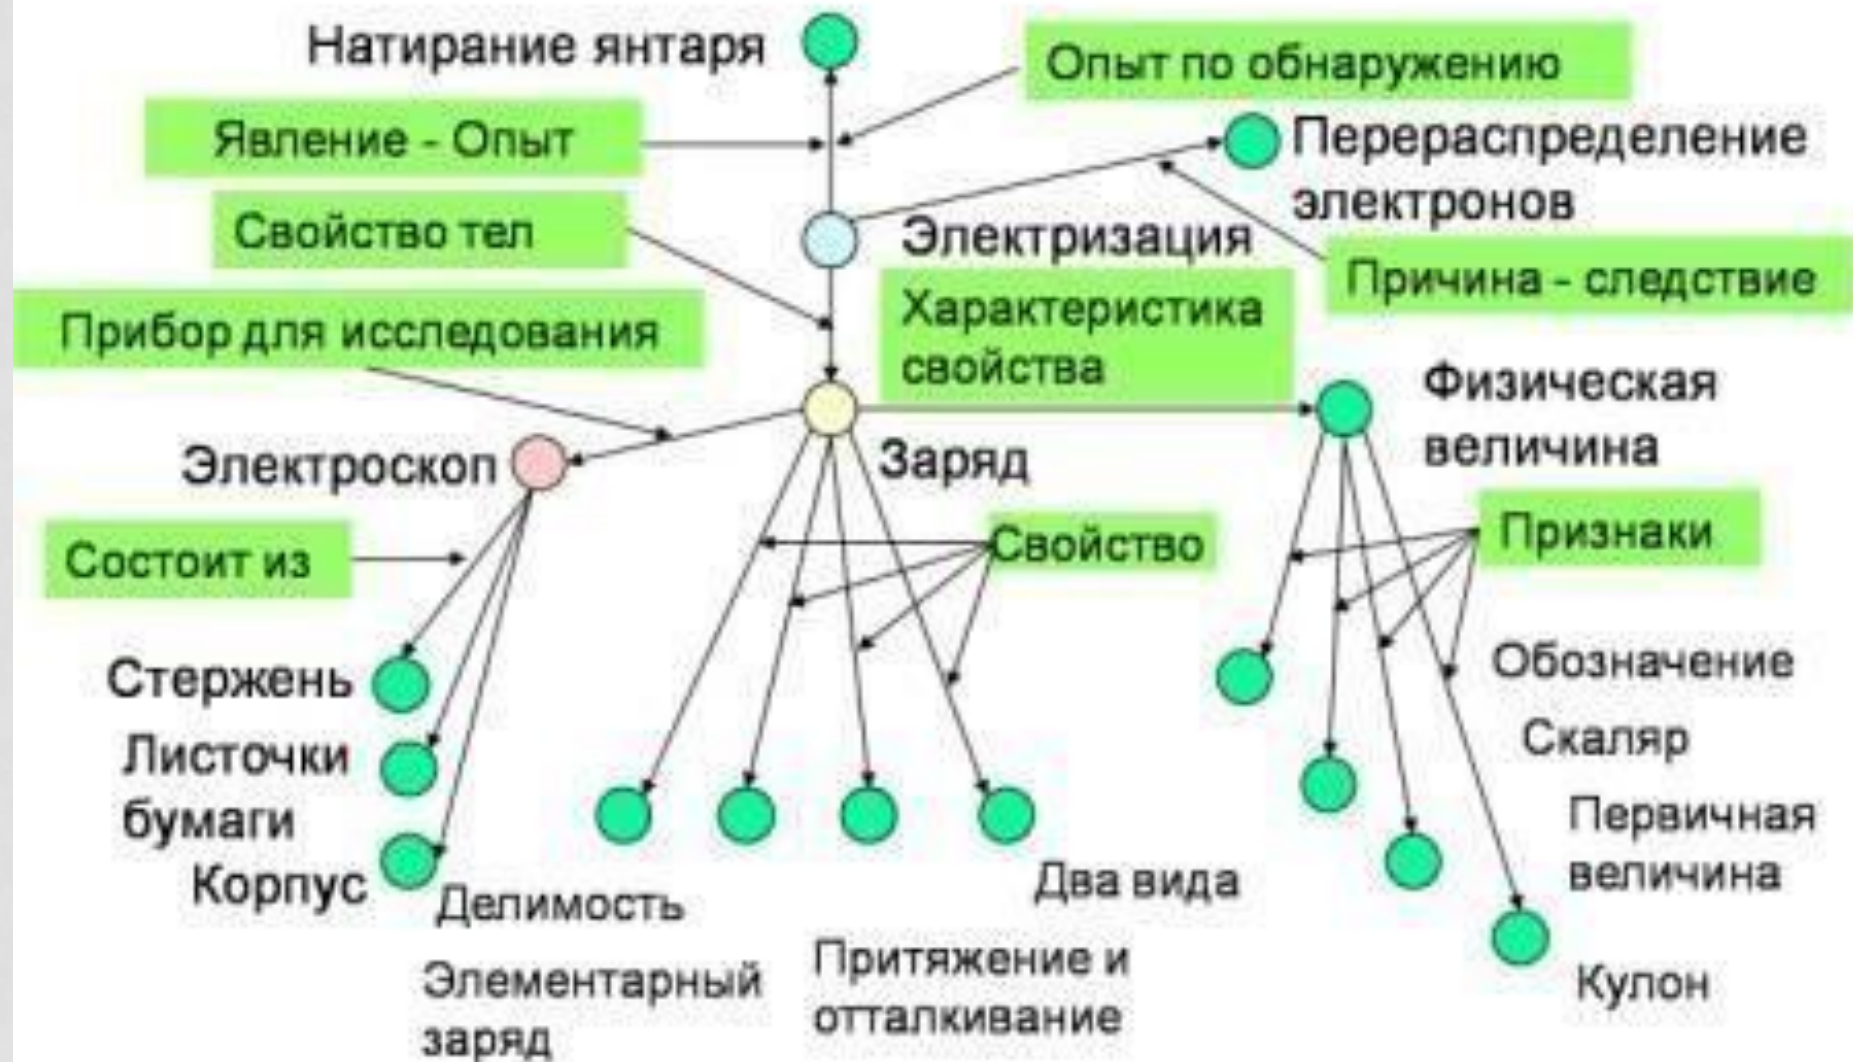 Натирание янтаря
Опыт по обнаружению
Явление - Опыт
Перераспределение
электронов
Свойство тел
Электризация
Причина - следствие
Характеристика
свойства
Прибор для исследования
Физическая
величина
Электроскоп
Заряд
Состоит из
Свойство
Признаки
Стержень
Обозначение
Листочки
бумаги
Скаляр
Первичная
величина
Корпус
Делимость
Два вида
Элементарный
заряд
Притяжение и
отталкивание
Кулон